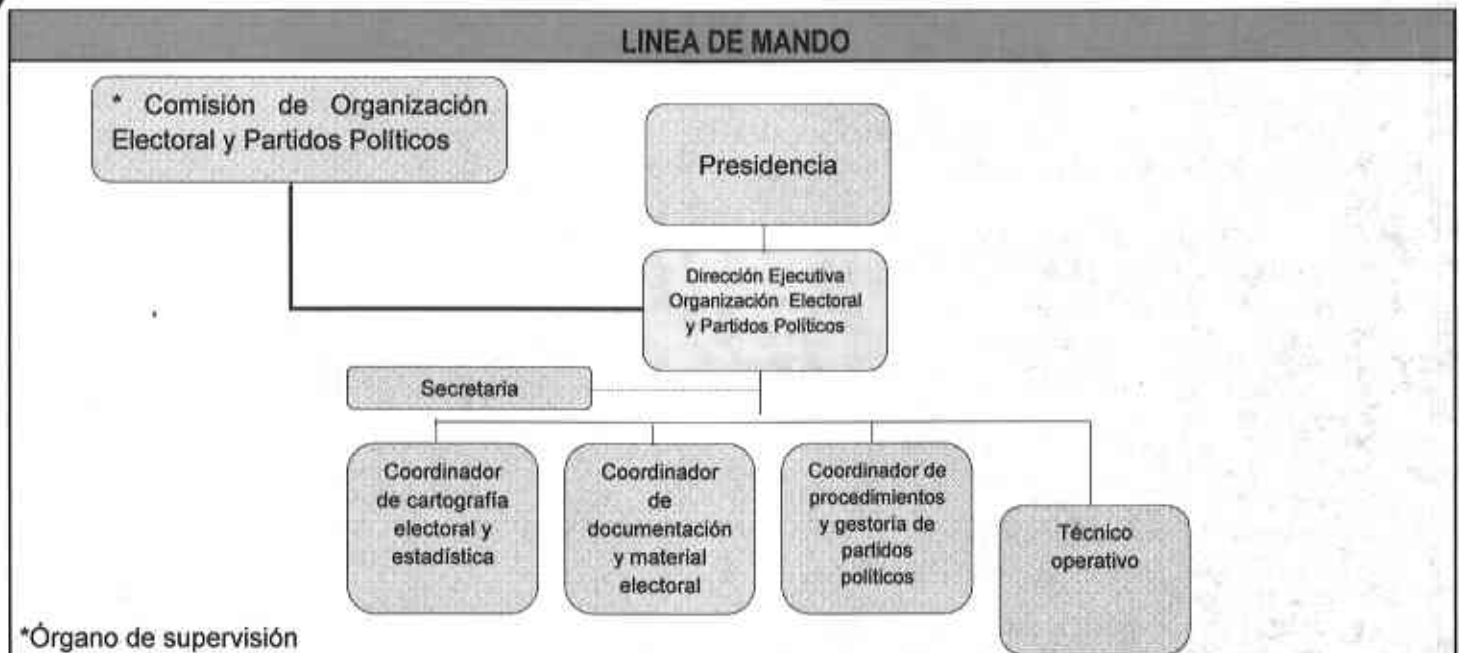 LINEA DE MANDO
* Comisión de Organización
Electoral y Partidos Políticos
Presidencia
Dirección Ejecutiva
Organización Electoral
y Partidos Políticos
Secretaria
Coordinador
de cartografía
electoral y
estadística
Coordinador
de
documentación
y material
electoral
Coordinador de
procedimientos
y gestoria de
partidos
políticos
Técnico
operativo
*Órgano de supervisión